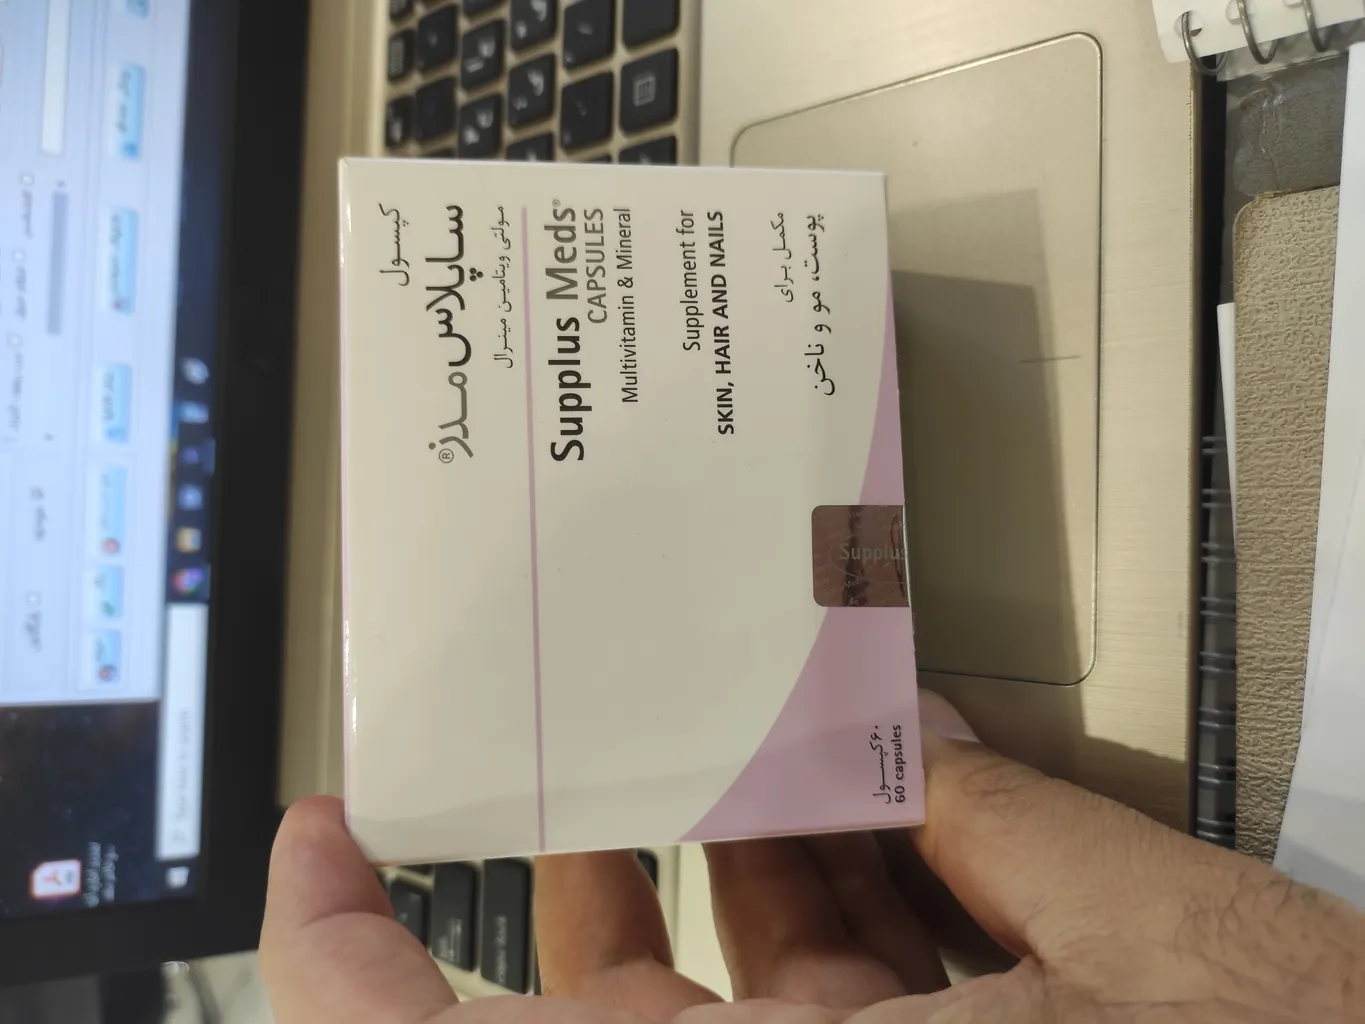 کپسول
ساپلاس مدز®
مولتی ویتامین مینرال
Supplus Meds®
CAPSULES
Multivitamin & Mineral
Supplement for
SKIN, HAIR AND NAILS
مکمل برای
پوست، مو و ناخن
Supplus
۶۰ کپسول
60 capsules